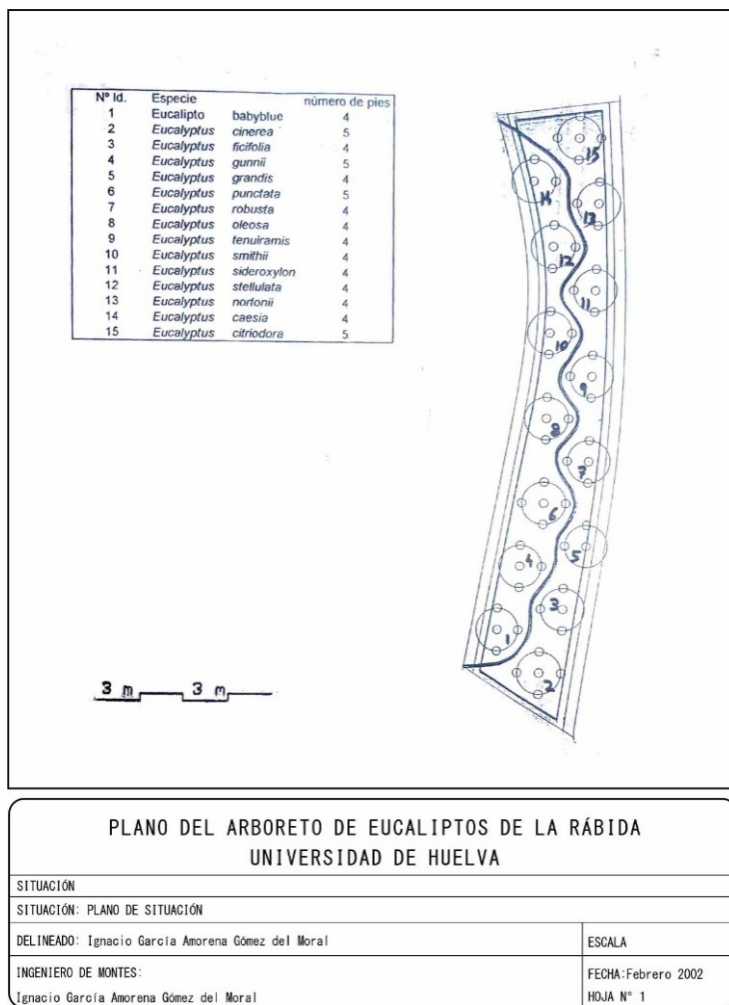 Nº Id. Especie número de pies
1 Eucalipto babyblue 4
2 Eucalyptus cinerea 5
3 Eucalyptus ficifolia 4
4 Eucalyptus gunnii 5
5 Eucalyptus grandis 4
6 Eucalyptus punctata 5
7 Eucalyptus robusta 4
8 Eucalyptus oleosa 4
9 Eucalyptus tenuiramis 4
10 Eucalyptus smithii 4
11 Eucalyptus sideroxylon 4
12 Eucalyptus stellulata 4
13 Eucalyptus nortonii 4
14 Eucalyptus caesia 4
15 Eucalyptus citriodora 5
15
14
13
12
11
10
9
8
7
6
5
4
3
1
2
3 m 3 m
PLANO DEL ARBORETO DE EUCALIPTOS DE LA RÁBIDA
UNIVERSIDAD DE HUELVA
SITUACIÓN
SITUACIÓN: PLANO DE SITUACIÓN
DELINEADO: Ignacio García Amorena Gómez del Moral
ESCALA
INGENIERO DE MONTES:
Ignacio García Amorena Gómez del Moral
FECHA:Febrero 2002
HOJA Nº 1